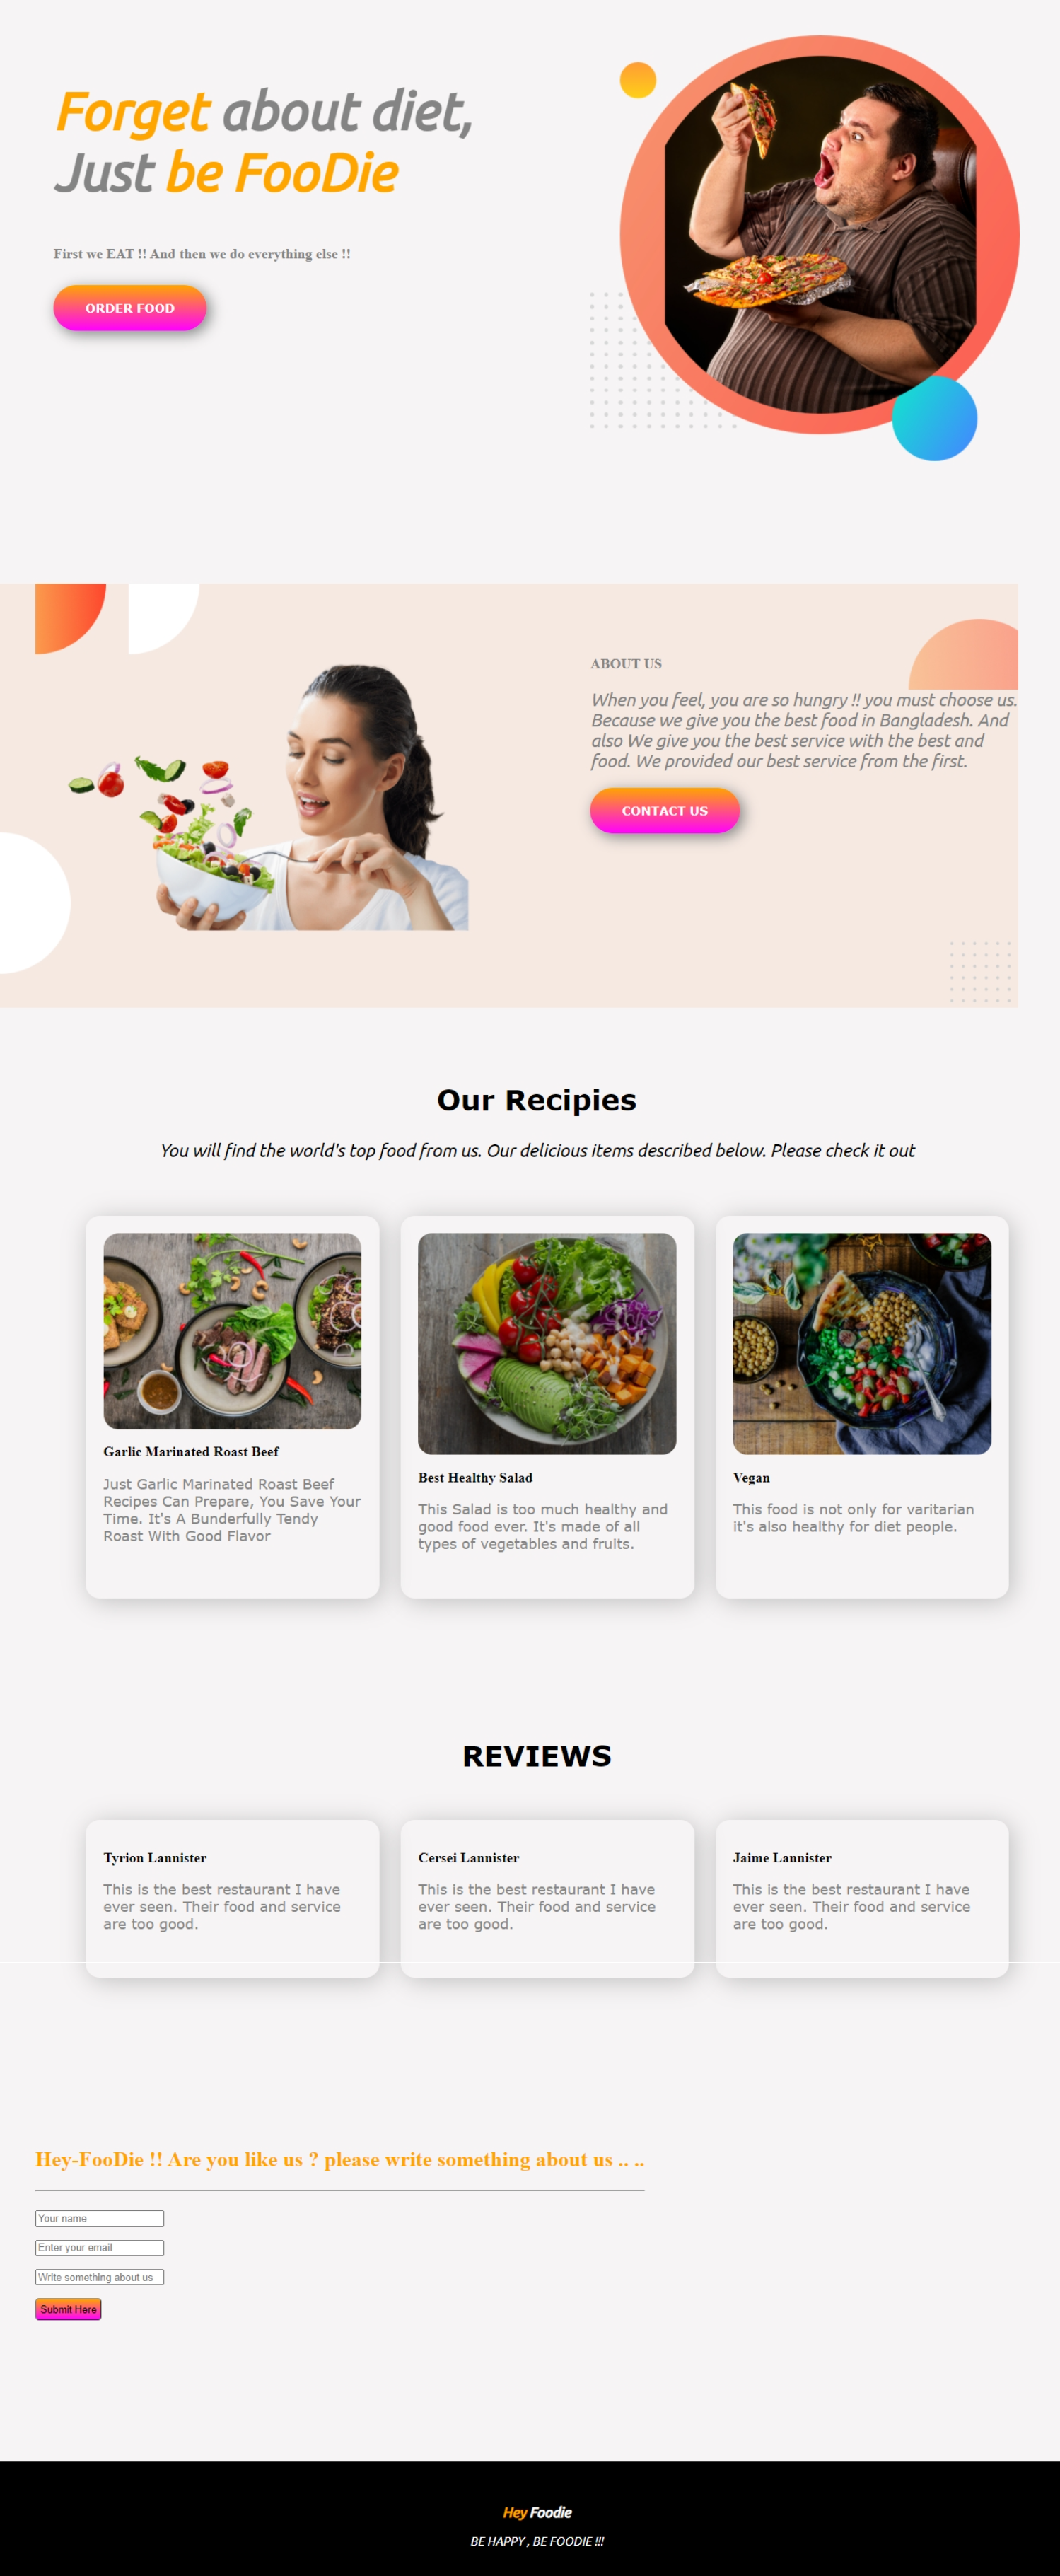 Forget about diet,
Just be FooDie
First we EAT !! And then we do everything else !!
ORDER FOOD
ABOUT US
When you feel, you are so hungry !! you must choose us.
Because we give you the best food in Bangladesh. And
also We give you the best service with the best and
food. We provided our best service from the first.
CONTACT US
Our Recipies
You will find the world's top food from us. Our delicious items described below. Please check it out
Garlic Marinated Roast Beef
Just Garlic Marinated Roast Beef
Recipes Can Prepare, You Save Your
Time. It's A Bunderfully Tendy
Roast With Good Flavor
Best Healthy Salad
This Salad is too much healthy and
good food ever. It's made of all
types of vegetables and fruits.
Vegan
This food is not only for varitarian
it's also healthy for diet people.
REVIEWS
Tyrion Lannister
This is the best restaurant I have
ever seen. Their food and service
are too good.
Cersei Lannister
This is the best restaurant I have
ever seen. Their food and service
are too good.
Jaime Lannister
This is the best restaurant I have
ever seen. Their food and service
are too good.
Hey-FooDie !! Are you like us ? please write something about us .. ..
Your name
Enter your email
Write something about us
Submit Here
Hey Foodie
BE HAPPY , BE FOODIE !!!